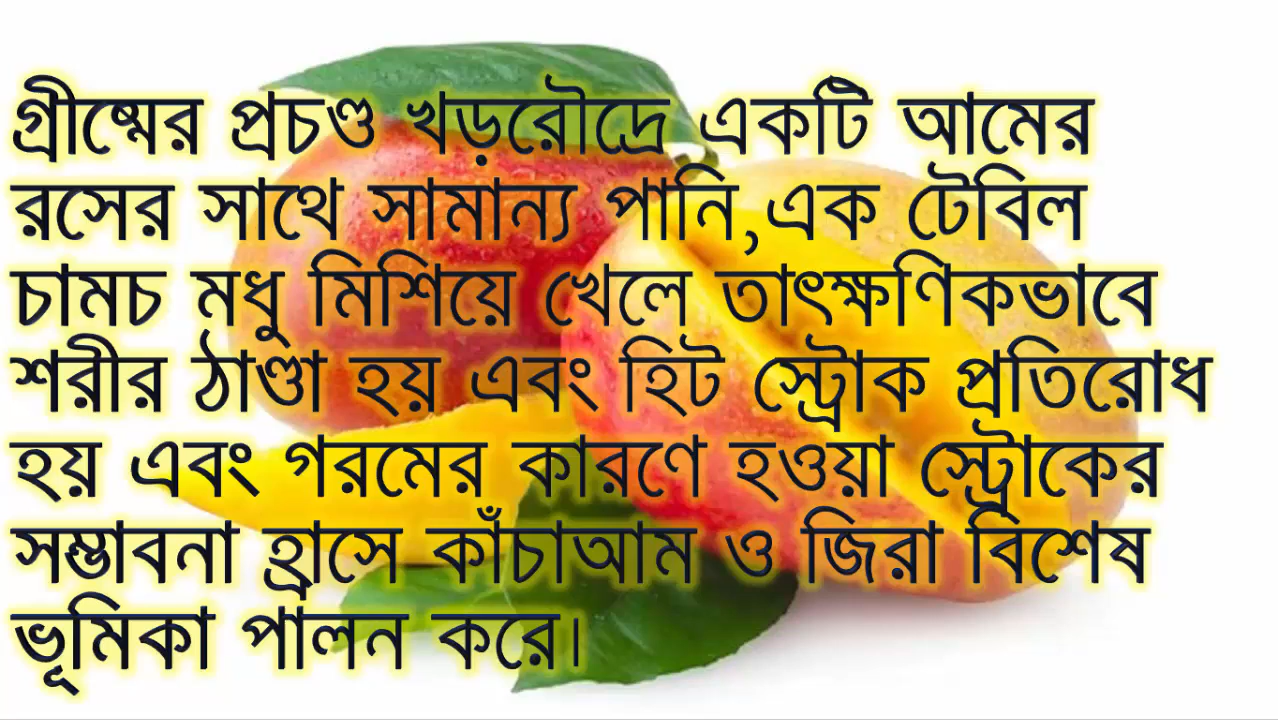 গ্রীষ্মের প্রচণ্ড খড়রৌদ্রে একটি আমের
রসের সাথে সামান্য পানি,এক টেবিল
চামচ মধু মিশিয়ে খেলে তাৎক্ষণিকভাবে
শরীর ঠাণ্ডা হয় এবং হিট স্ট্রোক প্রতিরোধ
হয় এবং গরমের কারণে হওয়া স্ট্রোকের
সম্ভাবনা হ্রাসে কাঁচাআম ও জিরা বিশেষ
ভূমিকা পালন করে।